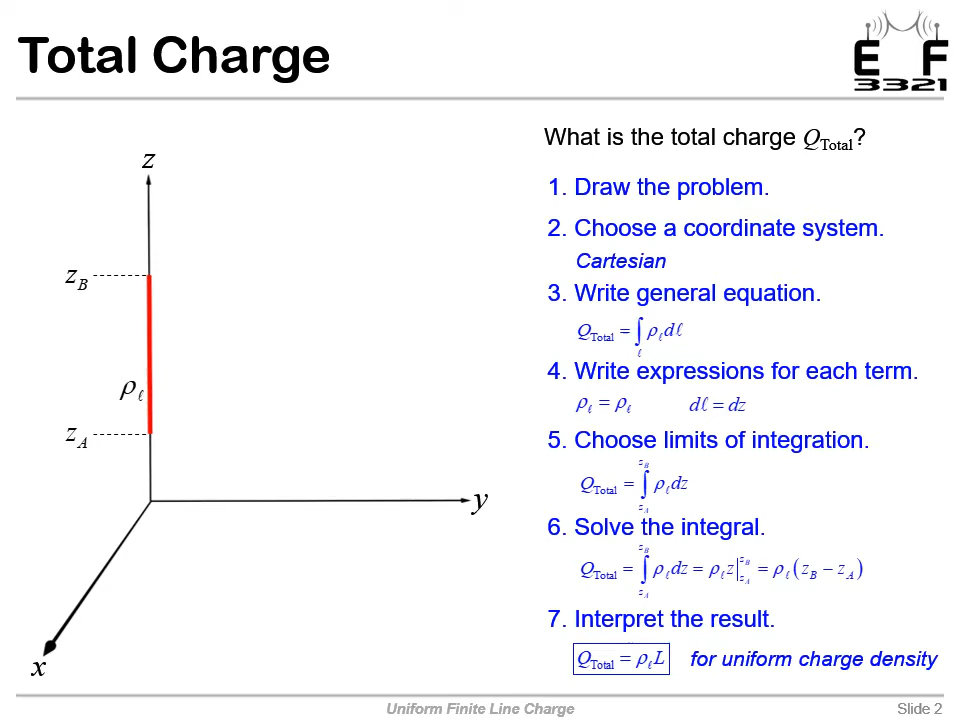 Total Charge
E F
3321
What is the total charge Q_Total?
1. Draw the problem.
2. Choose a coordinate system.
Cartesian
3. Write general equation.
Q_Total = ∫_ℓ ρ_ℓ dℓ
4. Write expressions for each term.
ρ_ℓ = ρ_ℓ dℓ = dz
5. Choose limits of integration.
Q_Total = ∫_{z_A}^{z_B} ρ_ℓ dz
6. Solve the integral.
Q_Total = ∫_{z_A}^{z_B} ρ_ℓ dz = ρ_ℓ z |_{z_A}^{z_B} = ρ_ℓ (z_B − z_A)
7. Interpret the result.
Q_Total = ρ_ℓ L for uniform charge density
z
z_B
ρ_ℓ
z_A
y
x
Uniform Finite Line Charge
Slide 2